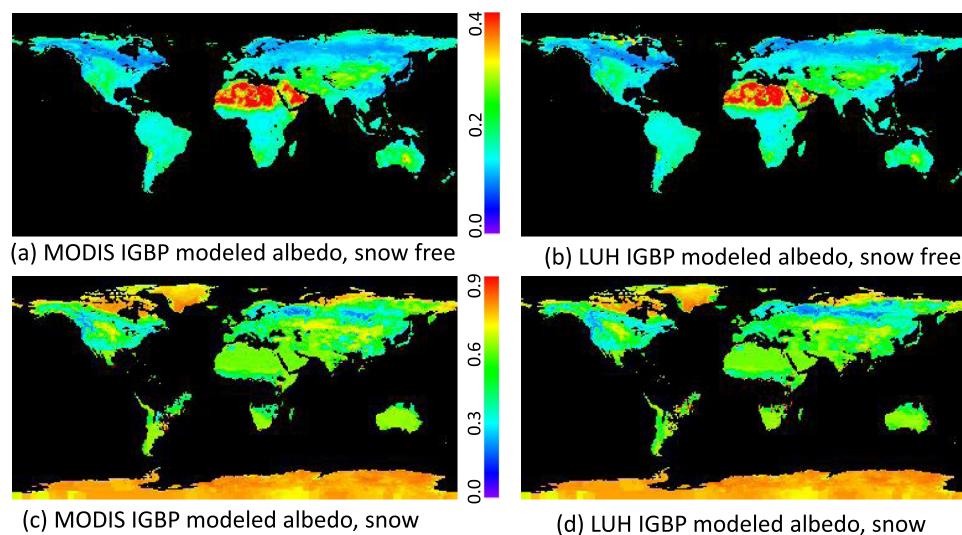 0.4
0.2
0.0
(a) MODIS IGBP modeled albedo, snow free
(b) LUH IGBP modeled albedo, snow free
0.9
0.6
0.3
0.0
(c) MODIS IGBP modeled albedo, snow
(d) LUH IGBP modeled albedo, snow